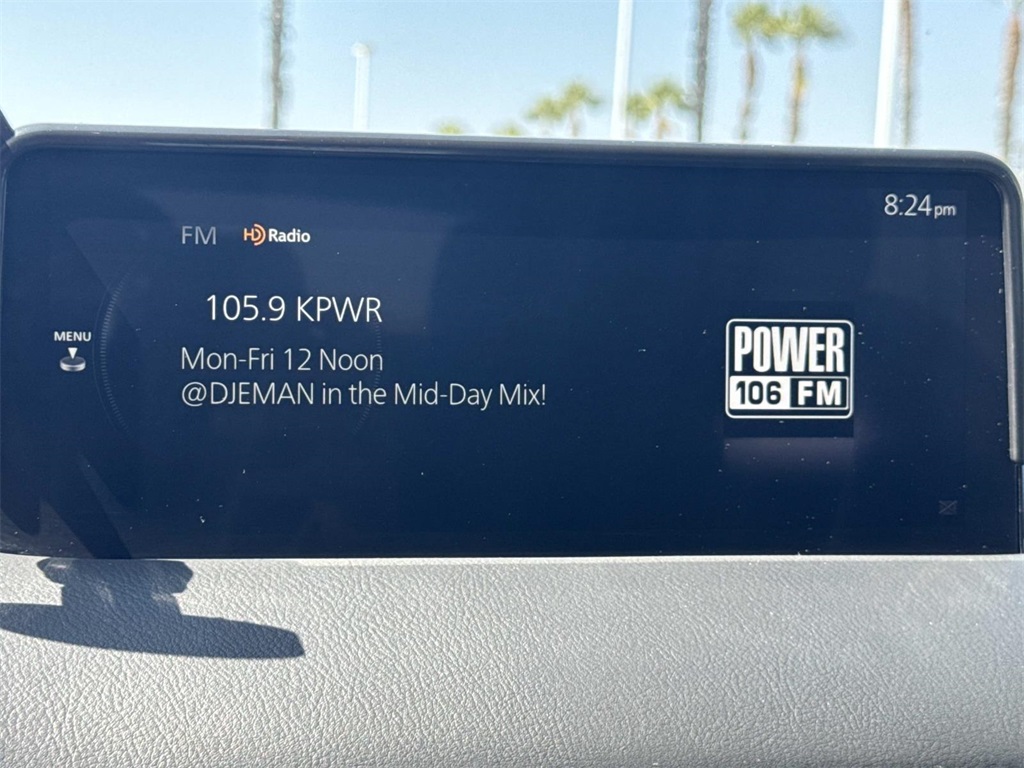 8:24pm
FM HD Radio
105.9 KPWR
MENU
Mon-Fri 12 Noon
@DJEMAN in the Mid-Day Mix!
POWER
106 FM